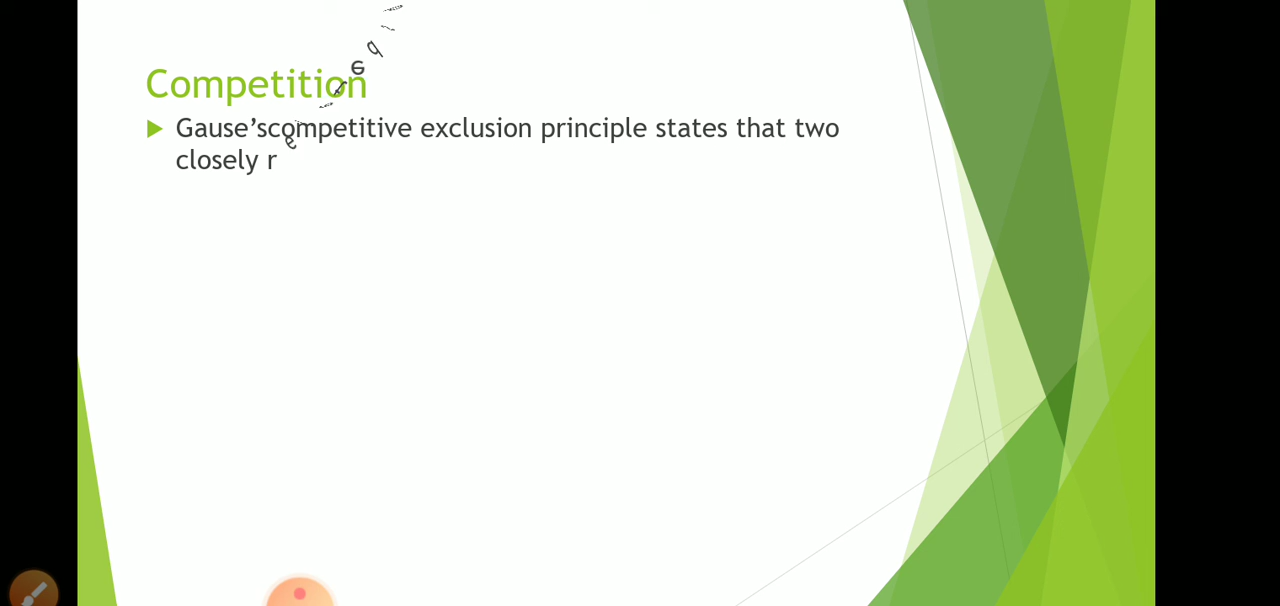 Competition
Gause'scompetitive exclusion principle states that two
closely r